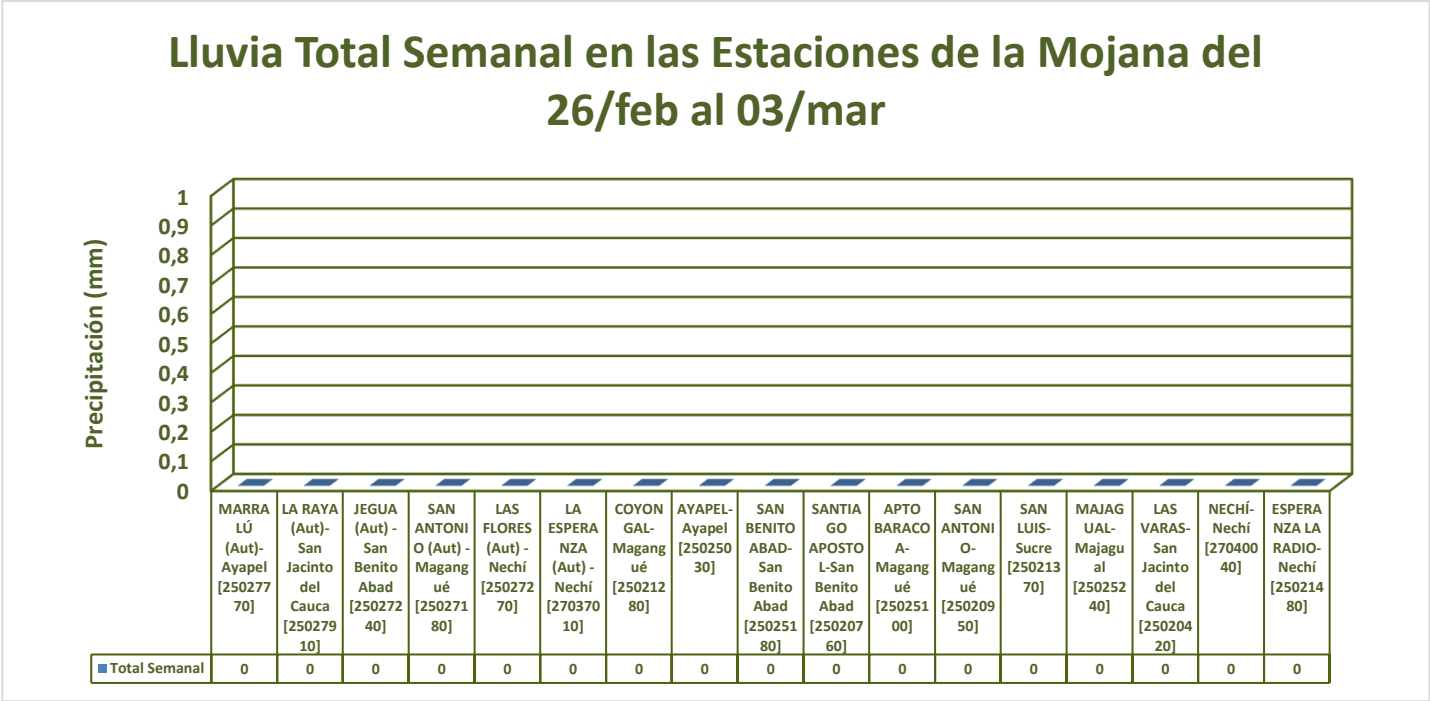 Lluvia Total Semanal en las Estaciones de la Mojana del
26/feb al 03/mar
Precipitación (mm)
1
0,9
0,8
0,7
0,6
0,5
0,4
0,3
0,2
0,1
0
MARRA
LÚ
(Aut)-
Ayapel
[250277
70]
LA RAYA
(Aut)-
San
Jacinto
del
Cauca
[250279
10]
JEGUA
(Aut) -
San
Benito
Abad
[250272
40]
SAN
ANTONI
O (Aut) -
Magang
ué
[250271
80]
LAS
FLORES
(Aut) -
Nechí
[250272
70]
LA
ESPERA
NZA
(Aut) -
Nechí
[270370
10]
COYON
GAL-
Magang
ué
[250212
80]
AYAPEL-
Ayapel
[250250
30]
SAN
BENITO
ABAD-
San
Benito
Abad
[250251
80]
SANTIA
GO
APOSTO
L-San
Benito
Abad
[250207
60]
APTO
BARACO
A-
Magang
ué
[250251
00]
SAN
ANTONI
O-
Magang
ué
[250209
50]
SAN
LUIS-
Sucre
[250213
70]
MAJAG
UAL-
Majagu
al
[250252
40]
LAS
VARAS-
San
Jacinto
del
Cauca
[250204
20]
NECHÍ-
Nechí
[270400
40]
ESPERA
NZA LA
RADIO-
Nechí
[250214
80]
Total Semanal 0 0 0 0 0 0 0 0 0 0 0 0 0 0 0 0 0